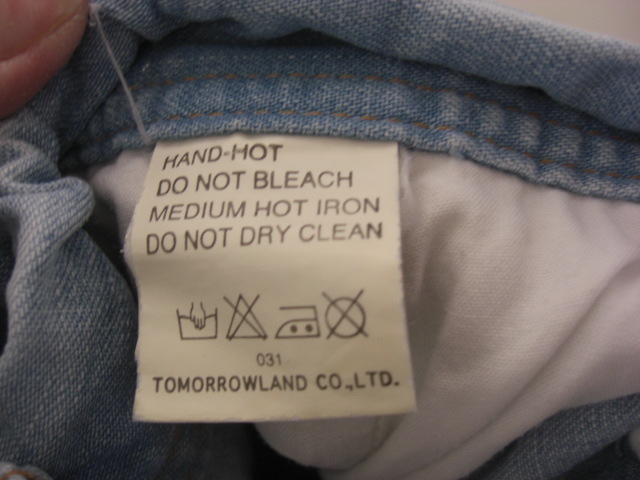 HAND-HOT
DO NOT BLEACH
MEDIUM HOT IRON
DO NOT DRY CLEAN
031
TOMORROWLAND CO.,LTD.